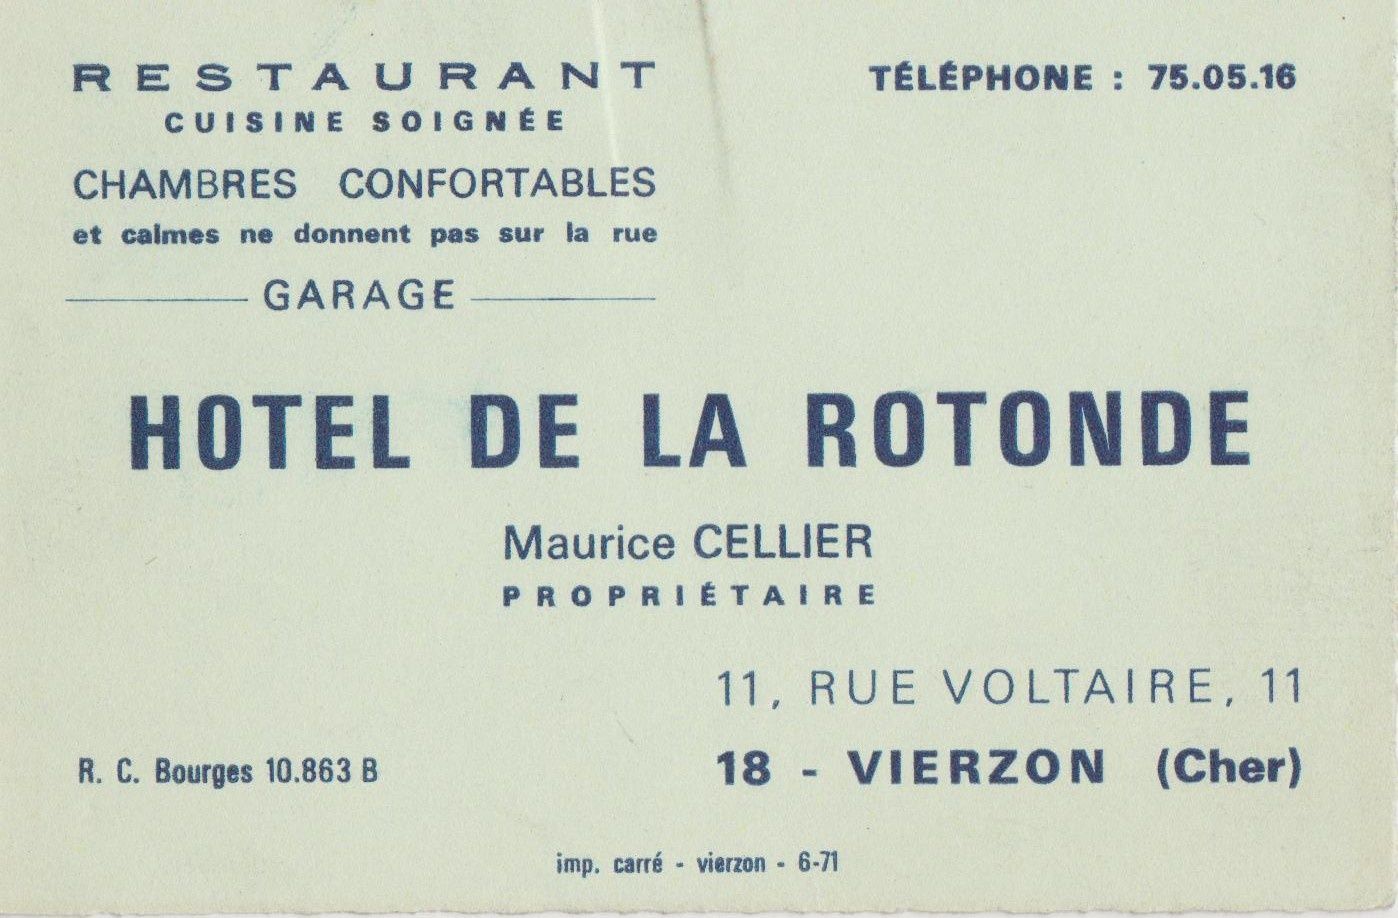 RESTAURANT
CUISINE SOIGNÉE
CHAMBRES CONFORTABLES
et calmes ne donnent pas sur la rue
GARAGE
TÉLÉPHONE : 75.05.16
HOTEL DE LA ROTONDE
Maurice CELLIER
PROPRIÉTAIRE
11, RUE VOLTAIRE, 11
18 - VIERZON (Cher)
R. C. Bourges 10.863 B
imp. carré - vierzon - 6-71